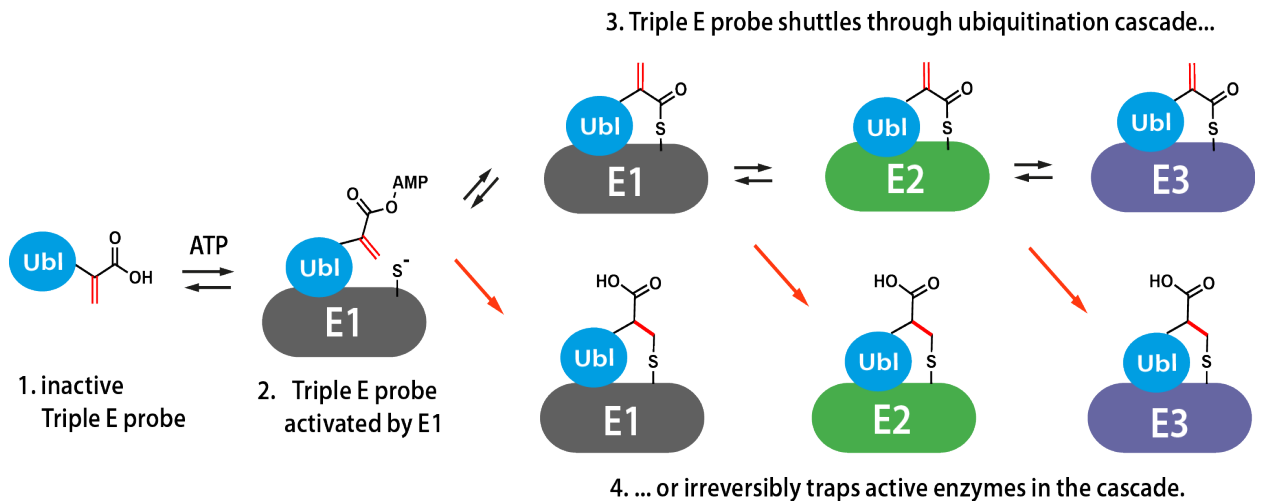 3. Triple E probe shuttles through ubiquitination cascade...
Ubl
O
S
E1
Ubl
O
S
E2
Ubl
O
S
E3
Ubl
O
OH
ATP
O
O
AMP
Ubl
S-
E1
HO
O
Ubl
S
E1
HO
O
Ubl
S
E2
HO
O
Ubl
S
E3
1. inactive
Triple E probe
2. Triple E probe
activated by E1
4. ... or irreversibly traps active enzymes in the cascade.